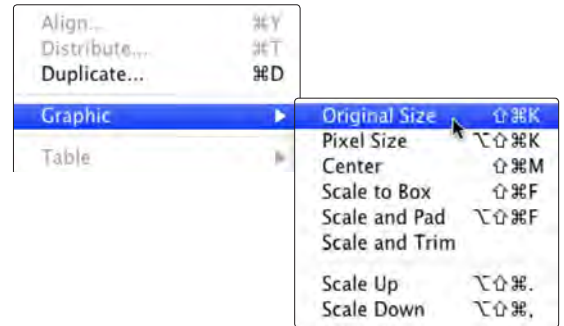 Align... ⌘Y
Distribute... ⌘T
Duplicate... ⌘D
Graphic ▶
Table ▶
Original Size ⇧⌘K
Pixel Size ⌥⇧⌘K
Center ⇧⌘M
Scale to Box ⇧⌘F
Scale and Pad ⌥⇧⌘F
Scale and Trim
Scale Up ⌥⇧⌘.
Scale Down ⌥⇧⌘,